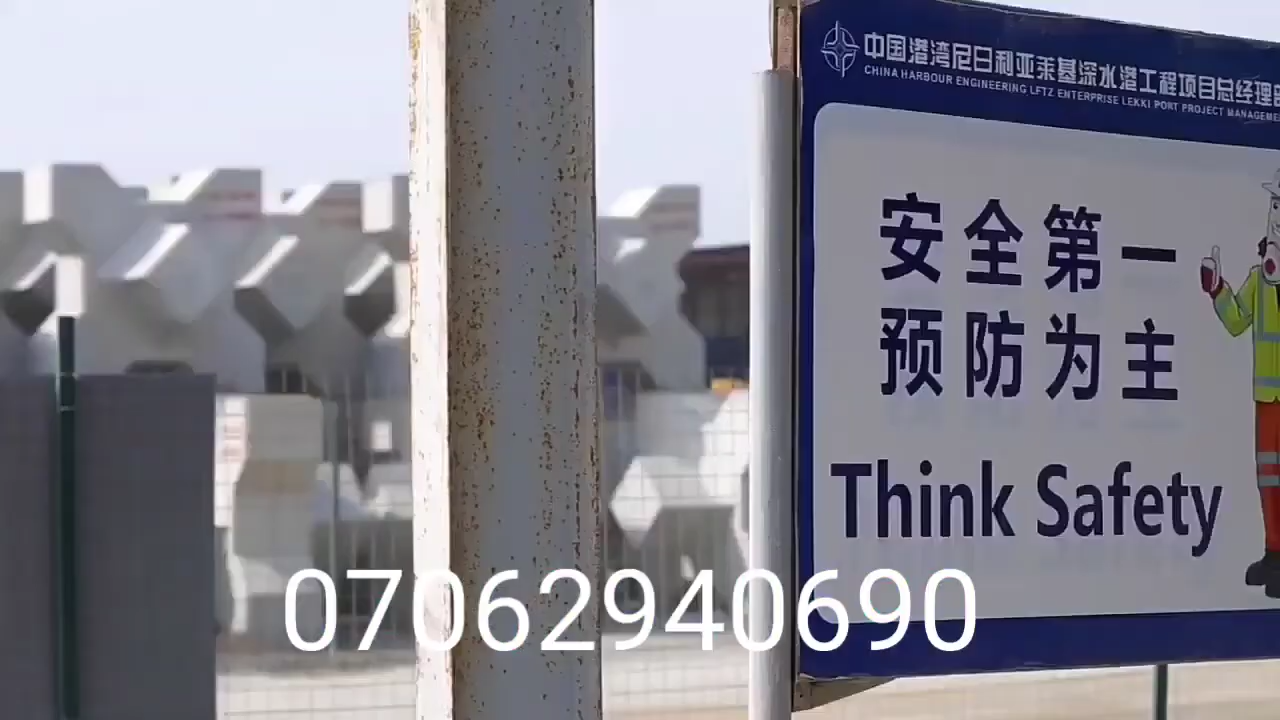 中国港湾尼日利亚莱基深水港工程项目总经理部
CHINA HARBOUR ENGINEERING LFTZ ENTERPRISE LEKKI PORT PROJECT MANAGEMENT
安全第一
预防为主
Think Safety
07062940690